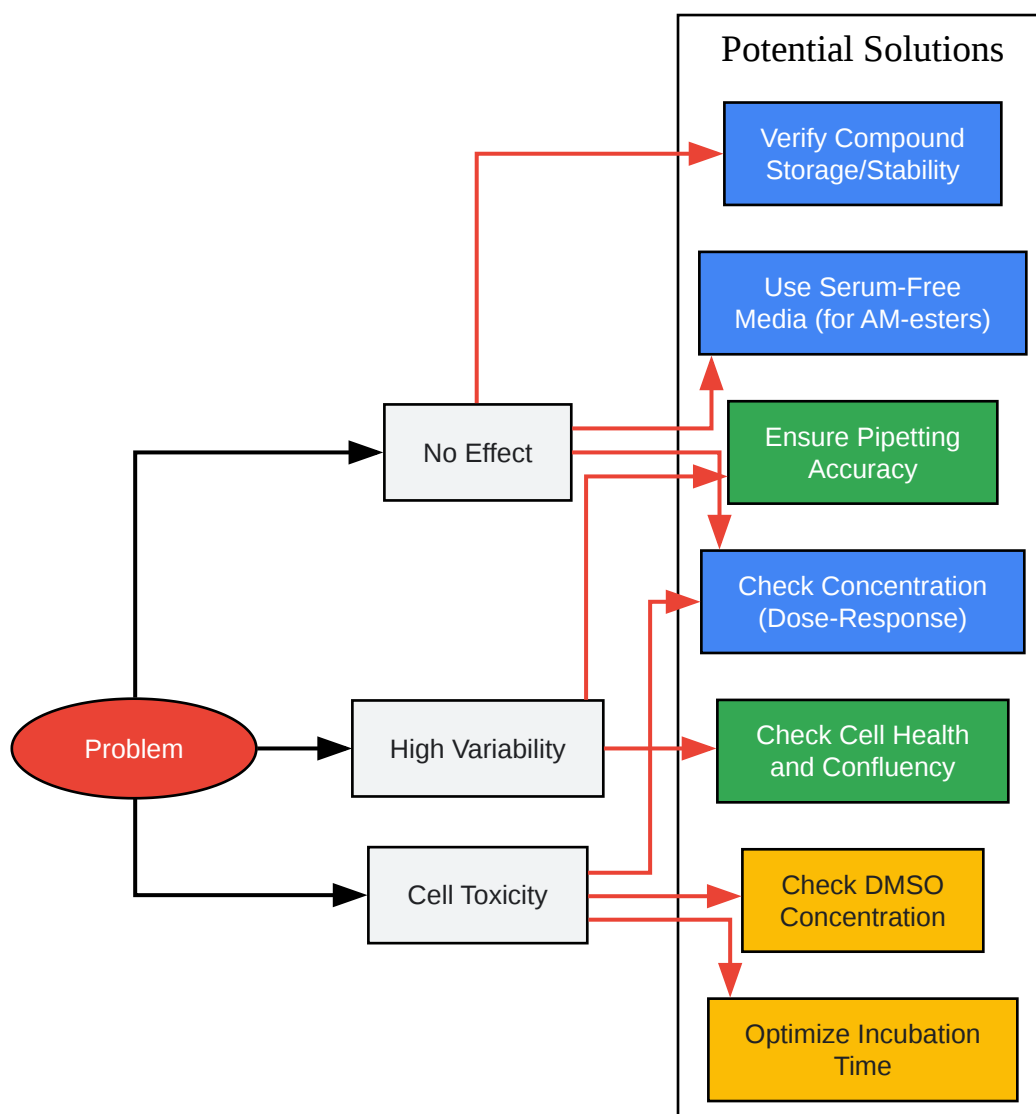 Potential Solutions
Verify Compound
Storage/Stability
Use Serum-Free
Media (for AM-esters)
No Effect
Ensure Pipetting
Accuracy
Check Concentration
(Dose-Response)
Problem
High Variability
Check Cell Health
and Confluency
Cell Toxicity
Check DMSO
Concentration
Optimize Incubation
Time